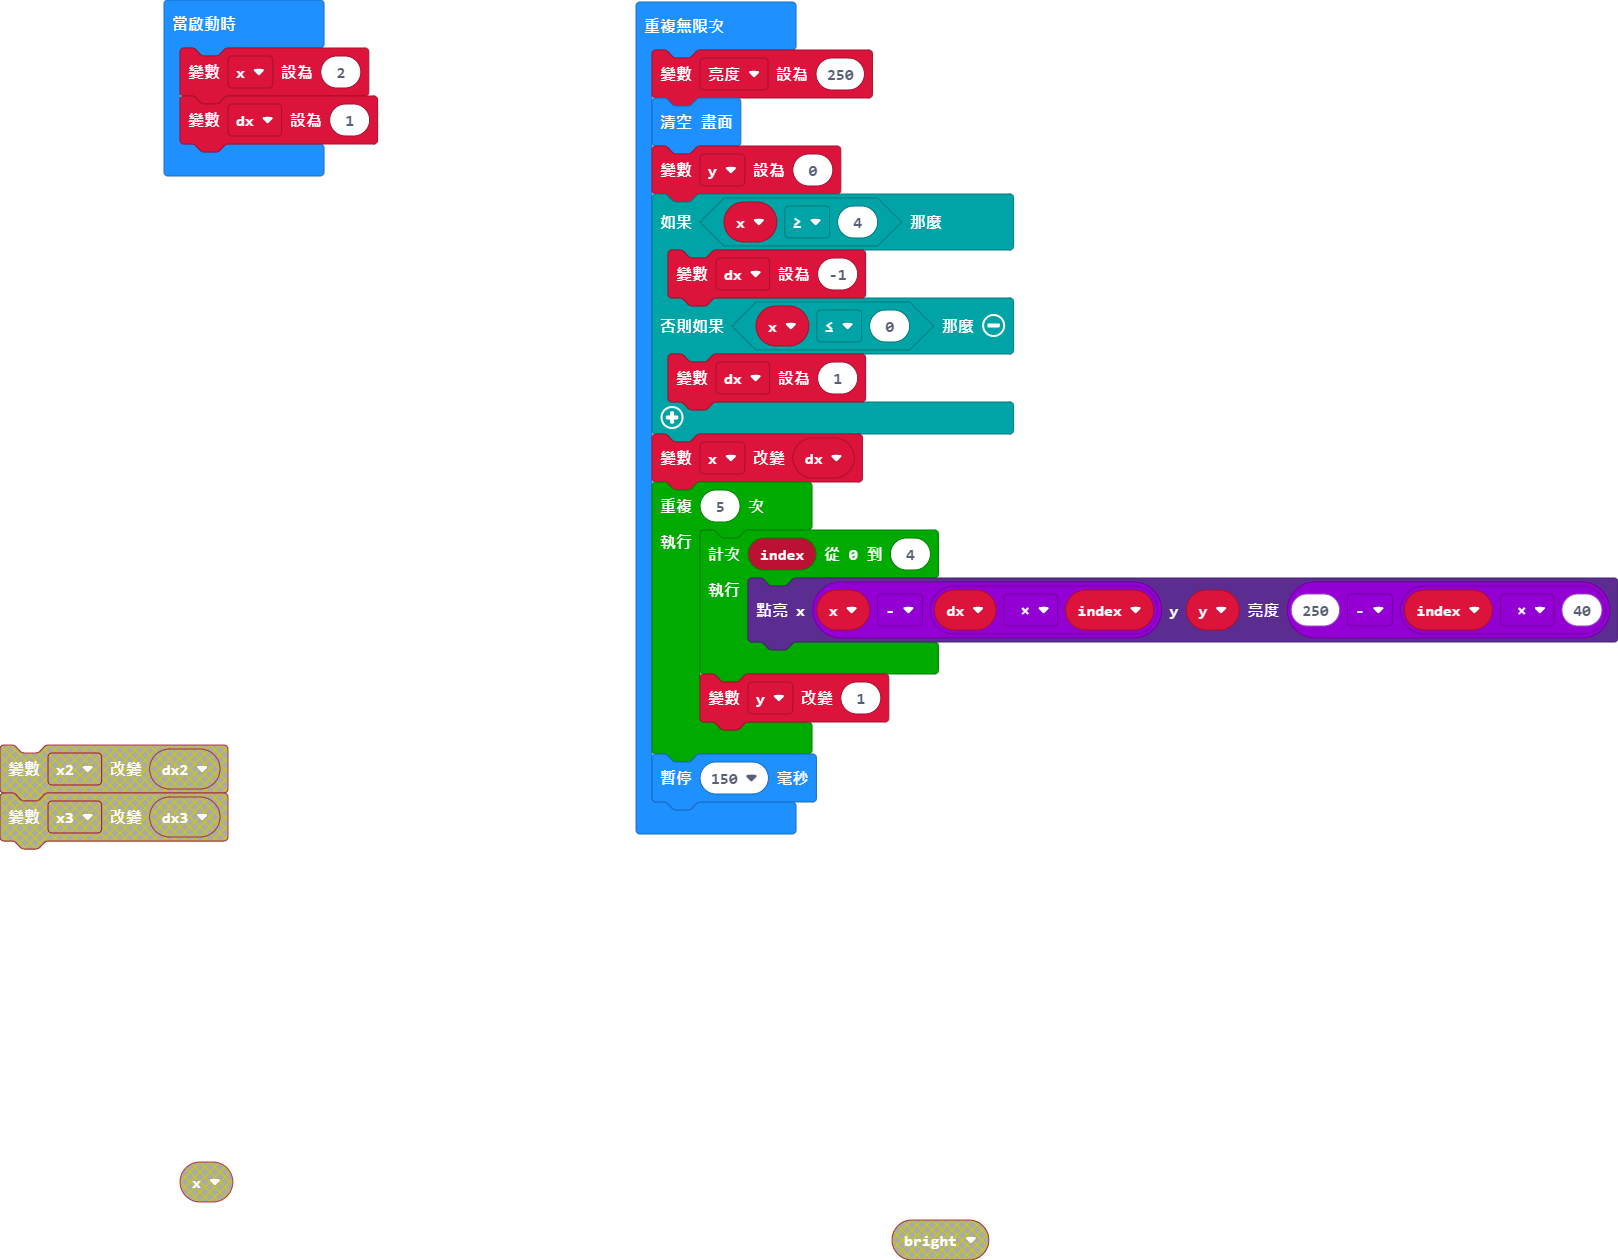 當啟動時
變數 x 設為 2
變數 dx 設為 1
重複無限次
變數 亮度 設為 250
清空 畫面
變數 y 設為 0
如果 x ≥ 4 那麼
變數 dx 設為 -1
否則如果 x ≤ 0 那麼
變數 dx 設為 1
變數 x 改變 dx
重複 5 次
執行
計次 index 從 0 到 4
執行
點亮 x x - dx × index y y 亮度 250 - index × 40
變數 y 改變 1
暫停 150 毫秒
變數 x2 改變 dx2
變數 x3 改變 dx3
x
bright